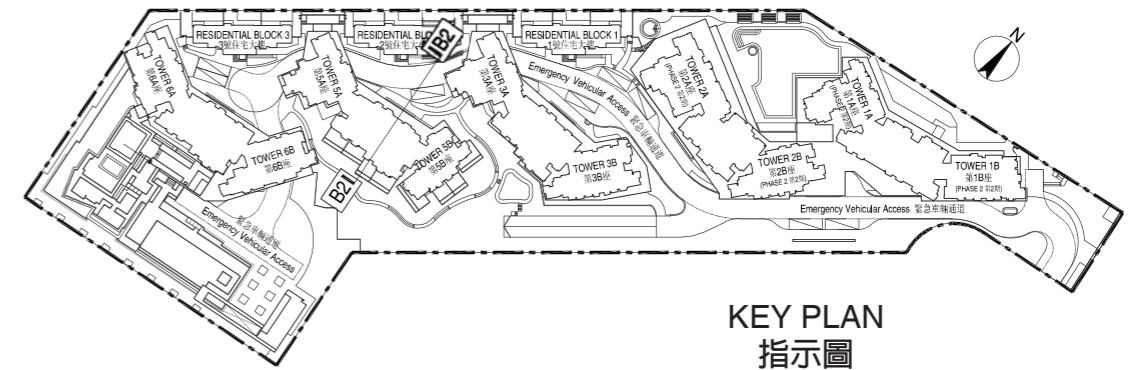 RESIDENTIAL BLOCK 3
3號住宅大樓
RESIDENTIAL BLOCK
2號住宅大樓
B2
RESIDENTIAL BLOCK 1
1號住宅大樓
N
TOWER 6A
第6A座
TOWER 5A
第5A座
TOWER 3A
第3A座
Emergency Vehicular Access
緊急車輛通道
TOWER 2A
第2A座
(PHASE 2 第2期)
TOWER 1A
第1A座
(PHASE 2 第2期)
TOWER 6B
第6B座
TOWER 5B
第5B座
B21
TOWER 3B
第3B座
TOWER 2B
第2B座
(PHASE 2 第2期)
TOWER 1B
第1B座
(PHASE 2 第2期)
Emergency Vehicular Access 緊急車輛通道
緊急車輛通道
Emergency Vehicular Access
KEY PLAN
指示圖